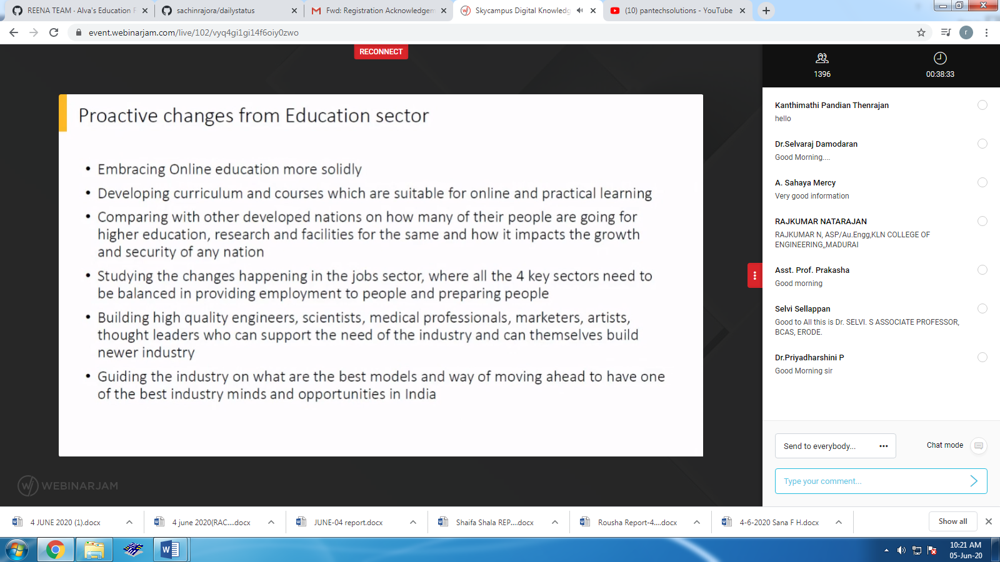 REENA TEAM · Alva's Education F
sachinrajora/dailystatus
Fwd: Registration Acknowledgem
Skycampus Digital Knowledg
(10) pantechsolutions - YouTube
event.webinarjam.com/live/102/vyq4gi1gi14f6oiy0zwo
r
RECONNECT
1396
00:38:33
Proactive changes from Education sector
• Embracing Online education more solidly
• Developing curriculum and courses which are suitable for online and practical learning
• Comparing with other developed nations on how many of their people are going for
higher education, research and facilities for the same and how it impacts the growth
and security of any nation
• Studying the changes happening in the jobs sector, where all the 4 key sectors need to
be balanced in providing employment to people and preparing people
• Building high quality engineers, scientists, medical professionals, marketers, artists,
thought leaders who can support the need of the industry and can themselves build
newer industry
• Guiding the industry on what are the best models and way of moving ahead to have one
of the best industry minds and opportunities in India
WEBINARJAM
Kanthimathi Pandian Thenrajan
hello
Dr.Selvaraj Damodaran
Good Morning....
A. Sahaya Mercy
Very good information
RAJKUMAR NATARAJAN
RAJKUMAR N, ASP/Au.Engg,KLN COLLEGE OF
ENGINEERING,,MADURAI
Asst. Prof. Prakasha
Good morning
Selvi Sellappan
Good to All this is Dr. SELVI. S ASSOCIATE PROFESSOR,
BCAS, ERODE.
Dr.Priyadharshini P
Good Morning sir
Send to everybody...
Chat mode
Type your comment...
4 JUNE 2020 (1).docx
4 june 2020(RAC....docx
JUNE-04 report.docx
Shaifa Shala REP....docx
Rousha Report-4....docx
4-6-2020 Sana F H.docx
Show all
10:21 AM
05-Jun-20